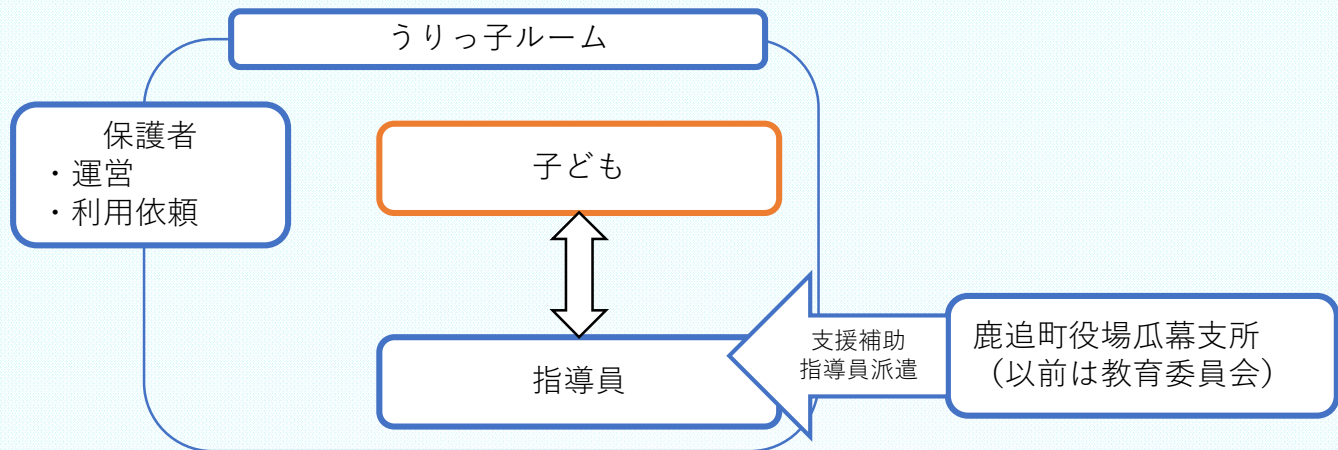 うりっ子ルーム
保護者
・運営
・利用依頼
子ども
指導員
支援補助
指導員派遣
鹿追町役場瓜幕支所
（以前は教育委員会）